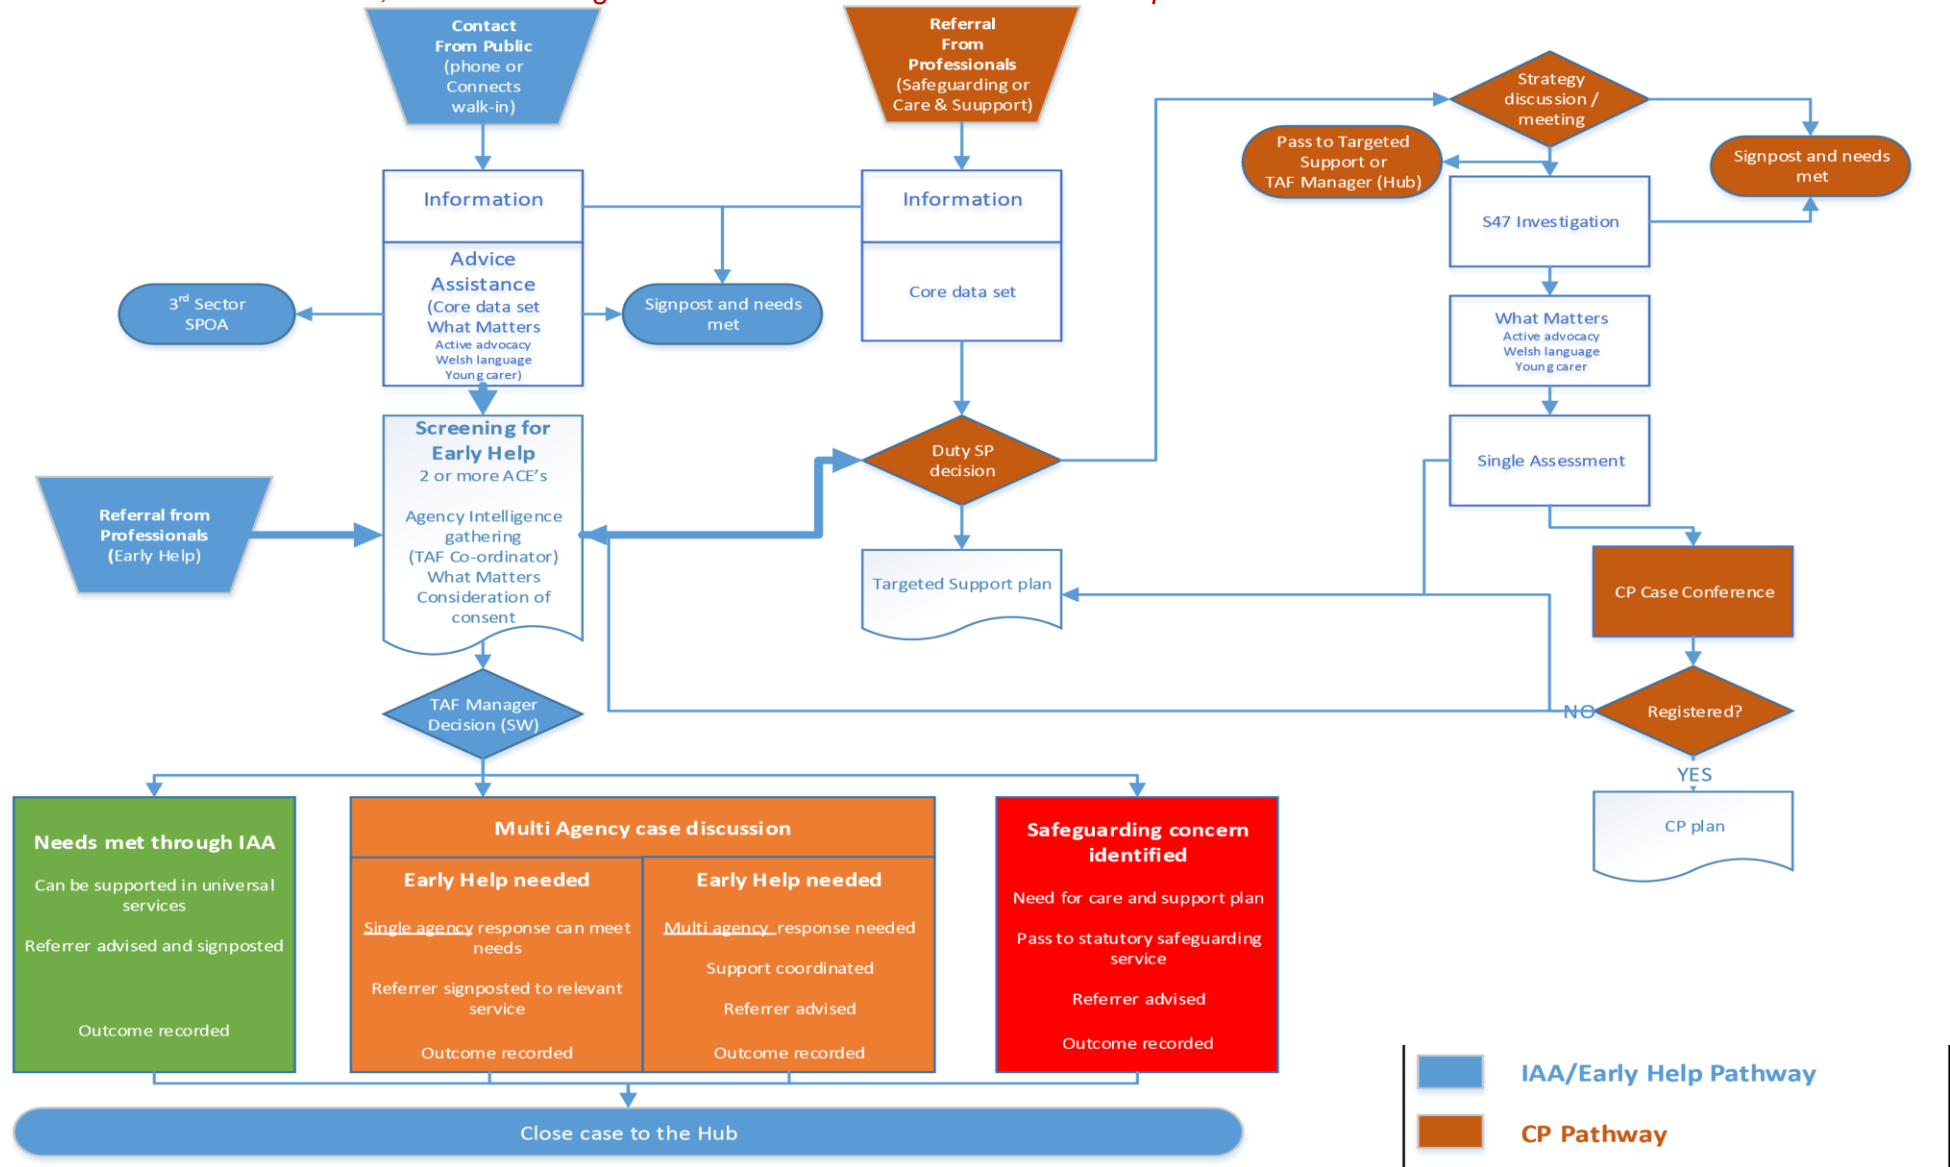 Contact
From Public
(phone or
Connects
walk-in)
Referral
From
Professionals
(Safeguarding or
Care & Suupport)
Strategy
discussion /
meeting
Pass to Targeted
Support or
TAF Manager (Hub)
Signpost and needs
met
Information
Information
S47 Investigation
Advice
Assistance
(Core data set
What Matters
Active advocacy
Welsh language
Young carer)
3rd Sector
SPOA
Signpost and needs
met
Core data set
What Matters
Active advocacy
Welsh language
Young carer
Screening for
Early Help
2 or more ACE's
Agency Intelligence
gathering
(TAF Co-ordinator)
What Matters
Consideration of
consent
Duty SP
decision
Single Assessment
Referral from
Professionals
(Early Help)
Targeted Support plan
CP Case Conference
TAF Manager
Decision (SW)
NO
Registered?
YES
CP plan
Needs met through IAA
Can be supported in universal
services
Referrer advised and signposted
Outcome recorded
Multi Agency case discussion
Early Help needed
Single agency response can meet
needs
Referrer signposted to relevant
service
Outcome recorded
Early Help needed
Multi agency response needed
Support coordinated
Referrer advised
Outcome recorded
Safeguarding concern
identified
Need for care and support plan
Pass to statutory safeguarding
service
Referrer advised
Outcome recorded
Close case to the Hub
IAA/Early Help Pathway
CP Pathway